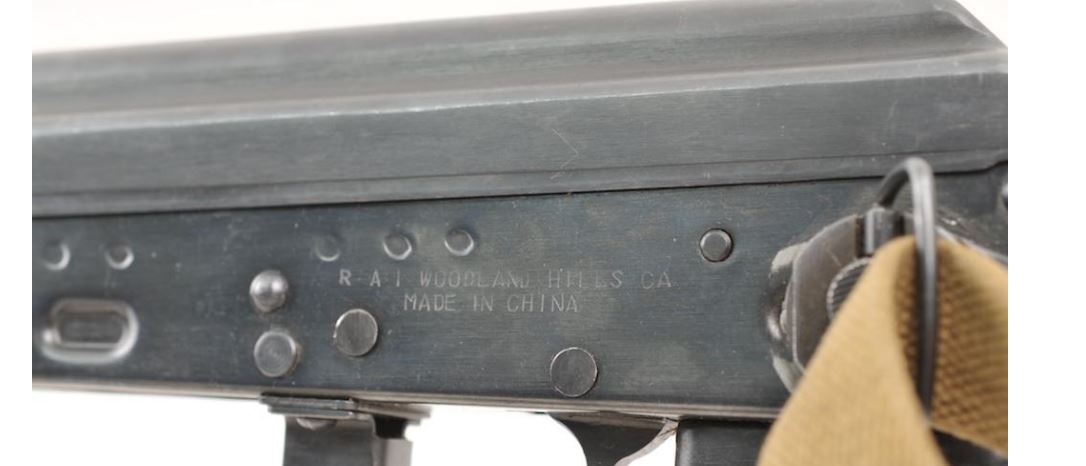 R A I WOODLAND HILLS CA
MADE IN CHINA